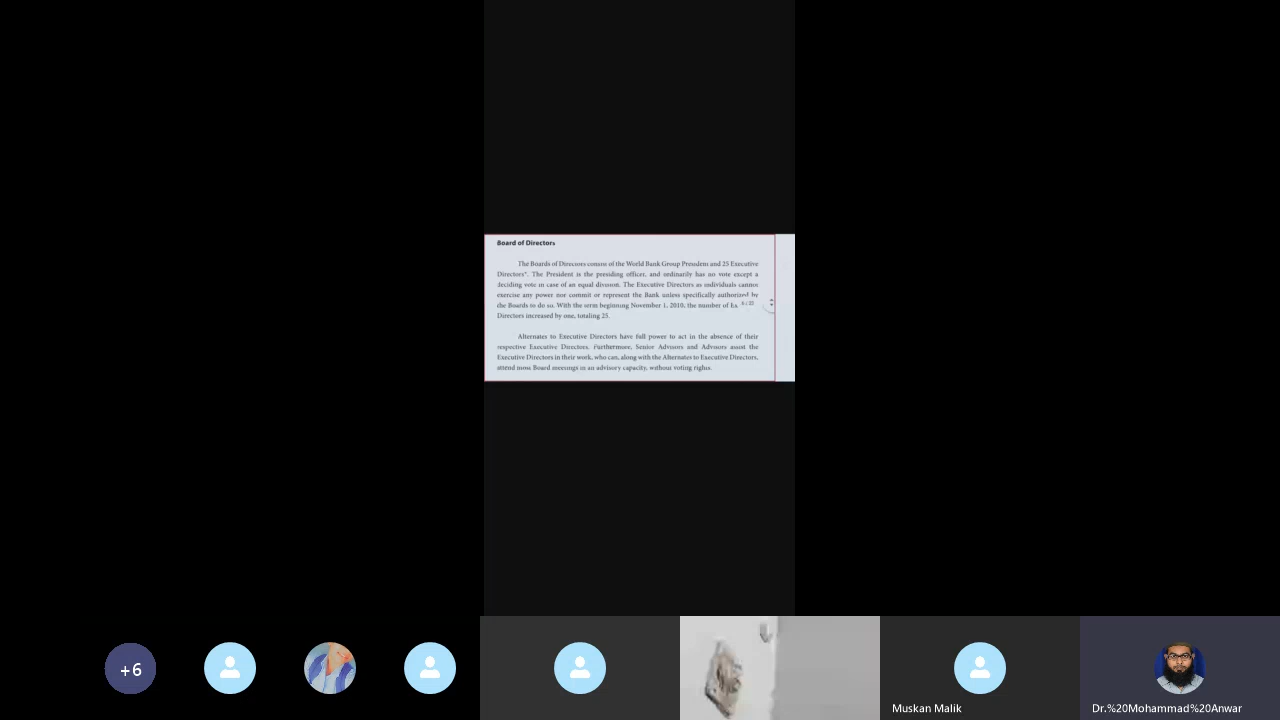 Board of Directors
The Boards of Directors consist of the World Bank Group President and 25 Executive
Directors*. The President is the presiding officer, and ordinarily has no vote except a
deciding vote in case of an equal division. The Executive Directors as individuals cannot
exercise any power nor commit or represent the Bank unless specifically authorized by
the Boards to do so. With the term beginning November 1, 2010, the number of Ex
6 / 25
Directors increased by one, totaling 25.
Alternates to Executive Directors have full power to act in the absence of their
respective Executive Directors. Furthermore, Senior Advisors and Advisors assist the
Executive Directors in their work, who can, along with the Alternates to Executive Directors,
attend most Board meetings in an advisory capacity, without voting rights.
+6
Muskan Malik
Dr.%20Mohammad%20Anwar